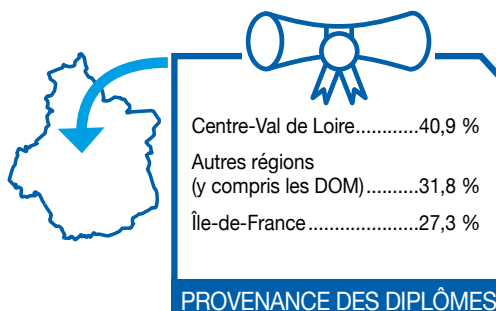 Centre-Val de Loire............40,9 %
Autres régions
(y compris les DOM)..........31,8 %
Île-de-France.....................27,3 %
PROVENANCE DES DIPLÔMES